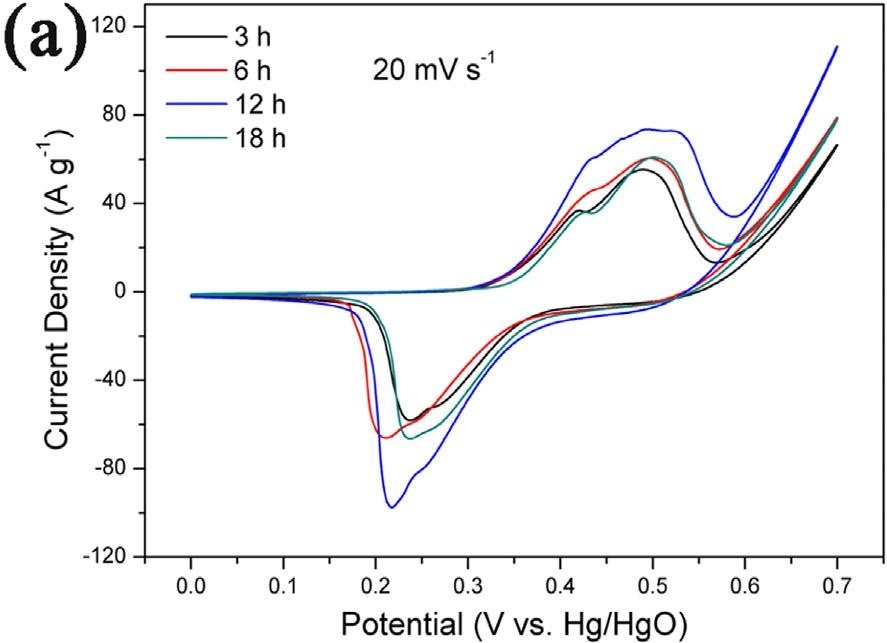 (a)
3 h
6 h
12 h
18 h
20 mV s⁻¹
120
80
40
0
-40
-80
-120
Current Density (A g⁻¹)
0.0 0.1 0.2 0.3 0.4 0.5 0.6 0.7
Potential (V vs. Hg/HgO)